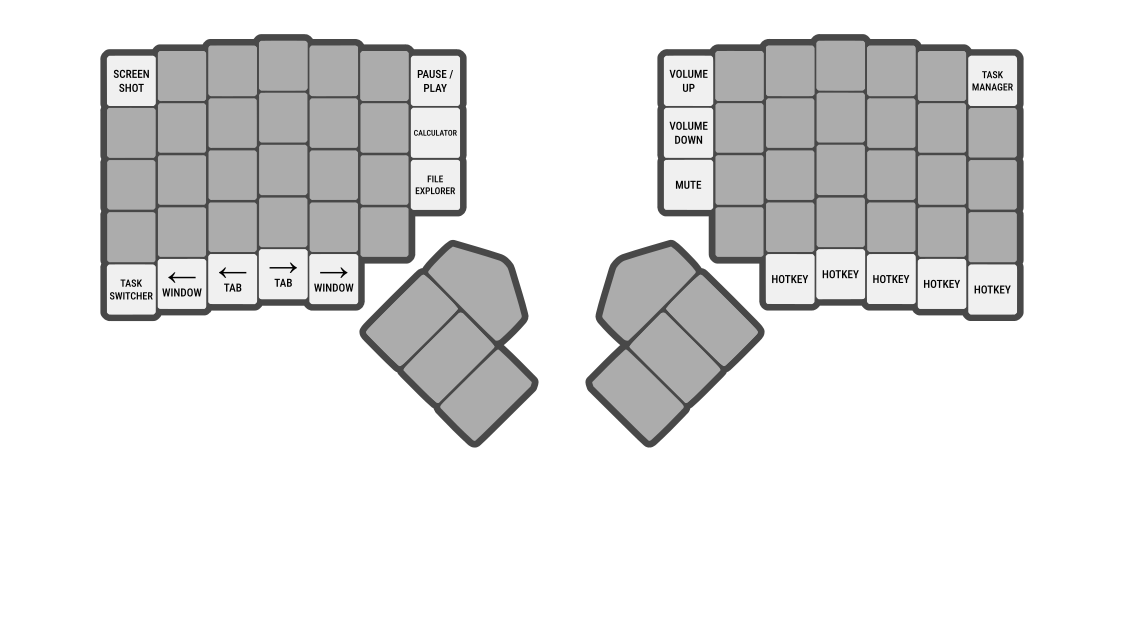 SCREEN
SHOT
PAUSE /
PLAY
CALCULATOR
FILE
EXPLORER
TASK
SWITCHER
←
WINDOW
←
TAB
→
TAB
→
WINDOW
VOLUME
UP
TASK
MANAGER
VOLUME
DOWN
MUTE
HOTKEY
HOTKEY
HOTKEY
HOTKEY
HOTKEY